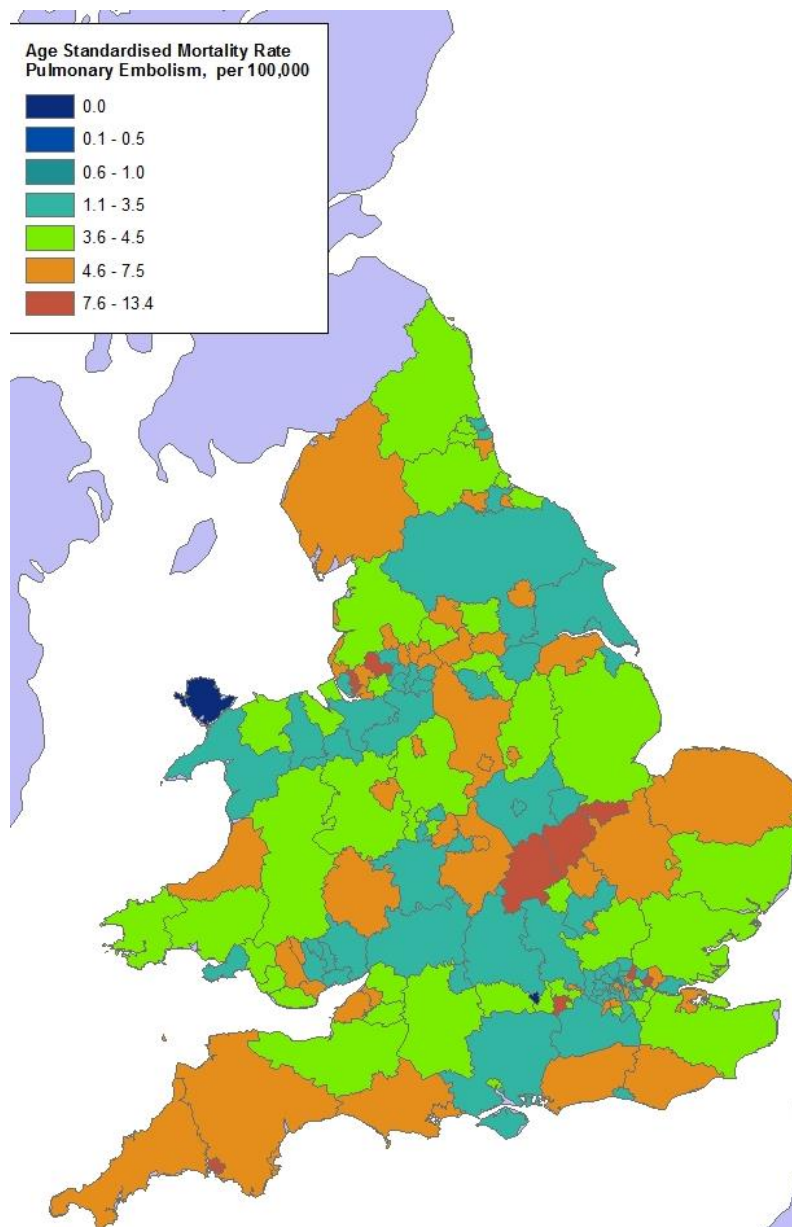 Age Standardised Mortality Rate
Pulmonary Embolism, per 100,000
0.0
0.1 - 0.5
0.6 - 1.0
1.1 - 3.5
3.6 - 4.5
4.6 - 7.5
7.6 - 13.4